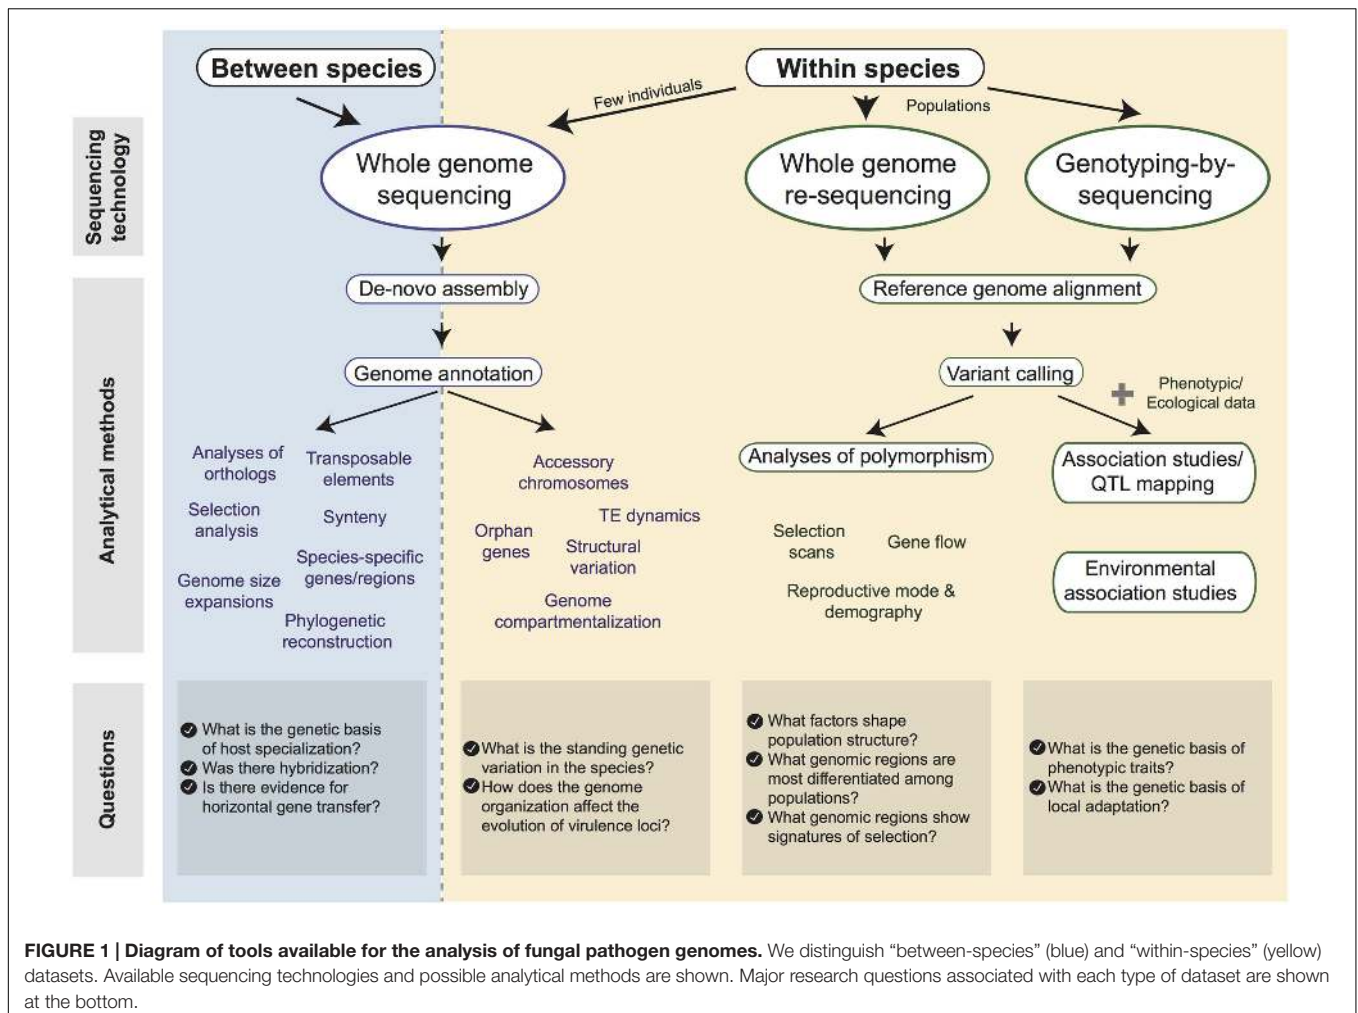 Between species
Within species
Few individuals
Populations
Sequencing
technology
Whole genome
sequencing
Whole genome
re-sequencing
Genotyping-by-
sequencing
Analytical methods
De-novo assembly
Reference genome alignment
Genome annotation
Variant calling
Phenotypic/
Ecological data
Analyses of
orthologs
Transposable
elements
Selection
analysis
Synteny
Species-specific
genes/regions
Genome size
expansions
Phylogenetic
reconstruction
Accessory
chromosomes
TE dynamics
Orphan
genes
Structural
variation
Genome
compartmentalization
Analyses of polymorphism
Selection
scans
Gene flow
Reproductive mode &
demography
Association studies/
QTL mapping
Environmental
association studies
Questions
What is the genetic basis
of host specialization?
Was there hybridization?
Is there evidence for
horizontal gene transfer?
What is the standing genetic
variation in the species?
How does the genome
organization affect the
evolution of virulence loci?
What factors shape
population structure?
What genomic regions are
most differentiated among
populations?
What genomic regions show
signatures of selection?
What is the genetic basis of
phenotypic traits?
What is the genetic basis of
local adaptation?
FIGURE 1 | Diagram of tools available for the analysis of fungal pathogen genomes. We distinguish “between-species” (blue) and “within-species” (yellow)
datasets. Available sequencing technologies and possible analytical methods are shown. Major research questions associated with each type of dataset are shown
at the bottom.